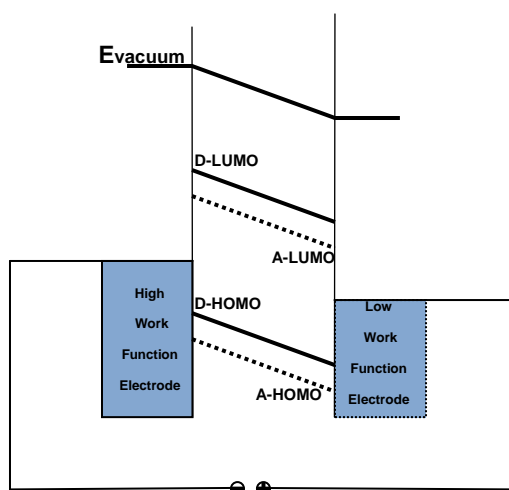 Evacuum
D-LUMO
A-LUMO
D-HOMO
A-HOMO
High
Work
Function
Electrode
Low
Work
Function
Electrode